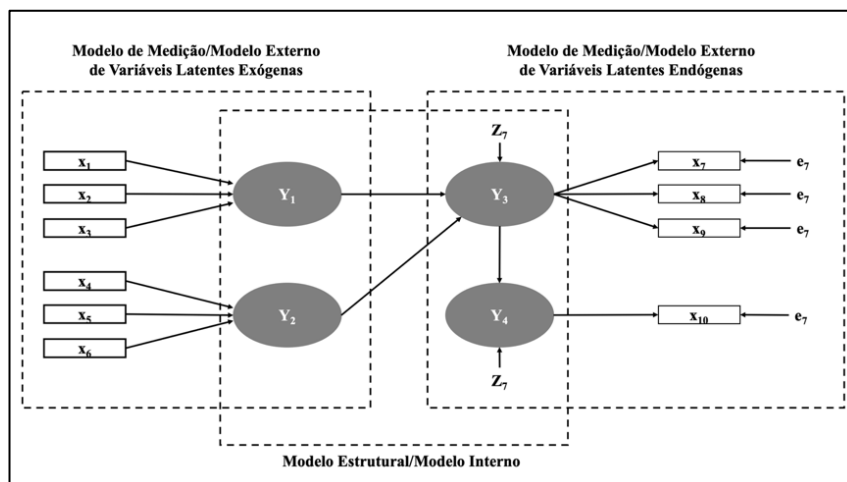 Modelo de Medição/Modelo Externo
de Variáveis Latentes Exógenas
Modelo de Medição/Modelo Externo
de Variáveis Latentes Endógenas
x₁
x₂
x₃
x₄
x₅
x₆
Y₁
Y₂
Z₇
Y₃
Y₄
Z₇
x₇
x₈
x₉
x₁₀
e₇
e₇
e₇
e₇
Modelo Estrutural/Modelo Interno